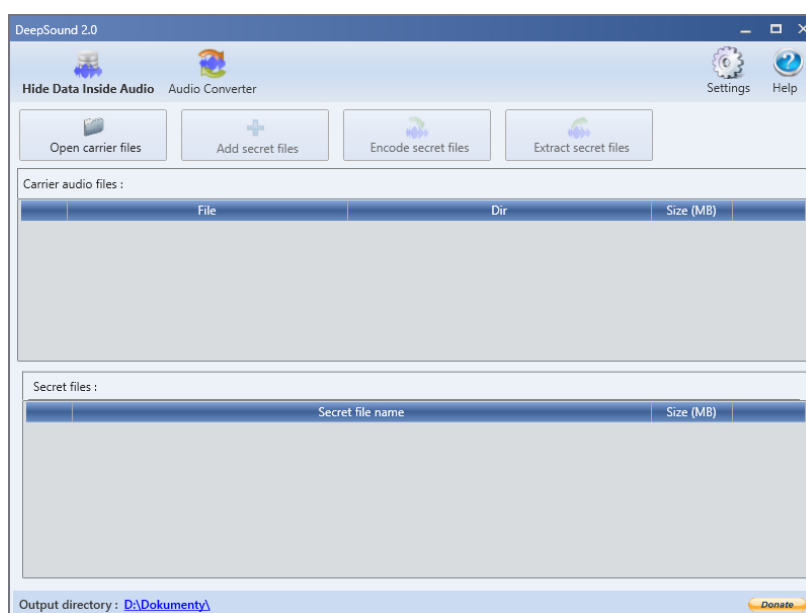 DeepSound 2.0
Hide Data Inside Audio Audio Converter Settings Help
Open carrier files Add secret files Encode secret files Extract secret files
Carrier audio files :
File Dir Size (MB)
Secret files :
Secret file name Size (MB)
Output directory : D:\Dokumenty\ Donate